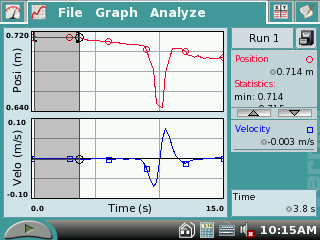 File Graph Analyze
Run 1
0.720
Posi (m)
0.640
Position
0.714 m
Statistics:
min: 0.714
0.10
Velo (m/s)
-0.10
Velocity
-0.003 m/s
0.0
Time (s)
15.0
Time
3.8 s
10:15AM